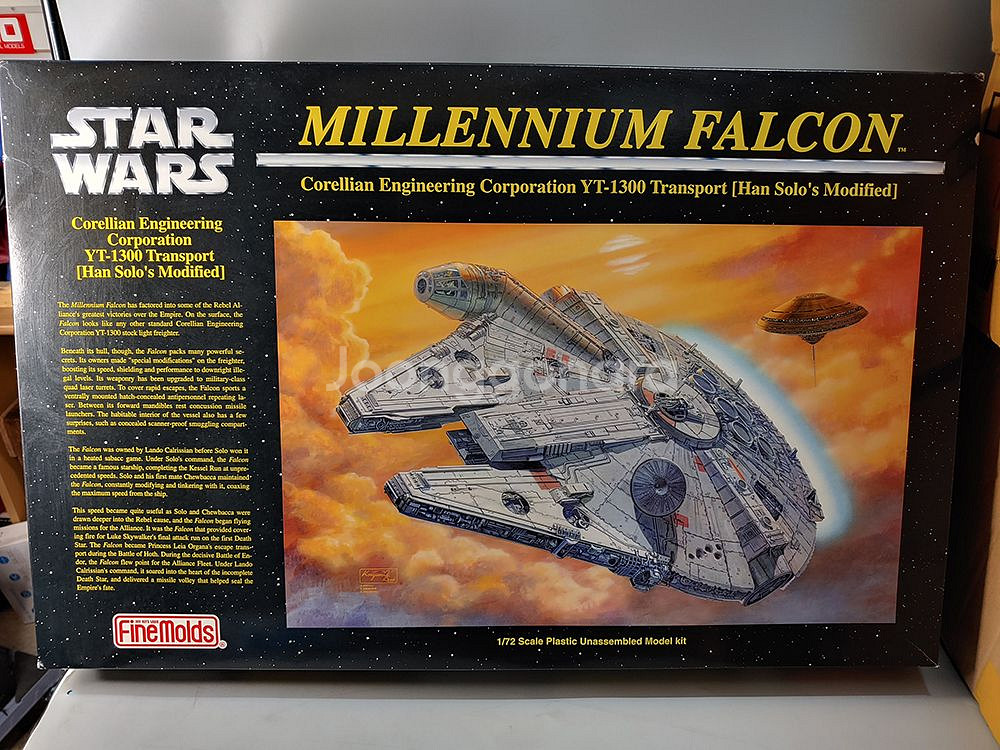 STAR
WARS
MILLENNIUM FALCON™
Corellian Engineering Corporation YT-1300 Transport [Han Solo's Modified]
Corellian Engineering
Corporation
YT-1300 Transport
[Han Solo's Modified]
The Millennium Falcon has factored into some of the Rebel Al-
liance's greatest victories over the Empire. On the surface, the
Falcon looks like any other standard Corellian Engineering
Corporation YT-1300 stock light freighter.
Beneath its hull, though, the Falcon packs many powerful se-
crets. Its owners made "special modifications" on the freighter,
boosting its speed, shielding and performance to downright ille-
gal levels. Its weaponry has been upgraded to military-class
quad laser turrets. To cover rapid escapes, the Falcon sports a
ventrally mounted hatch-concealed antipersonnel repeating la-
ser. Between its forward mandibles rest concussion missile
launchers. The habitable interior of the vessel also has a few
surprises, such as concealed scanner-proof smuggling compart-
ments.
The Falcon was owned by Lando Calrissian before Solo won it
in a heated sabacc game. Under Solo's command, the Falcon
became a famous starship, completing the Kessel Run at unpre-
cedented speeds. Solo and his first mate Chewbacca maintained
the Falcon, constantly modifying and tinkering with it, coaxing
the maximum speed from the ship.
This speed became quite useful as Solo and Chewbacca were
drawn deeper into the Rebel cause, and the Falcon began flying
missions for the Alliance. It was the Falcon that provided cover-
ing fire for Luke Skywalker's final attack run on the first Death
Star. The Falcon became Princess Leia Organa's escape trans-
port during the Battle of Hoth. During the decisive Battle of En-
dor, the Falcon flew point for the Alliance Fleet. Under Lando
Calrissian's command, it soared into the heart of the incomplete
Death Star, and delivered a missile volley that helped seal the
Empire's fate.
FineMolds
1/72 Scale Plastic Unassembled Model kit
Joongonara
MODELS